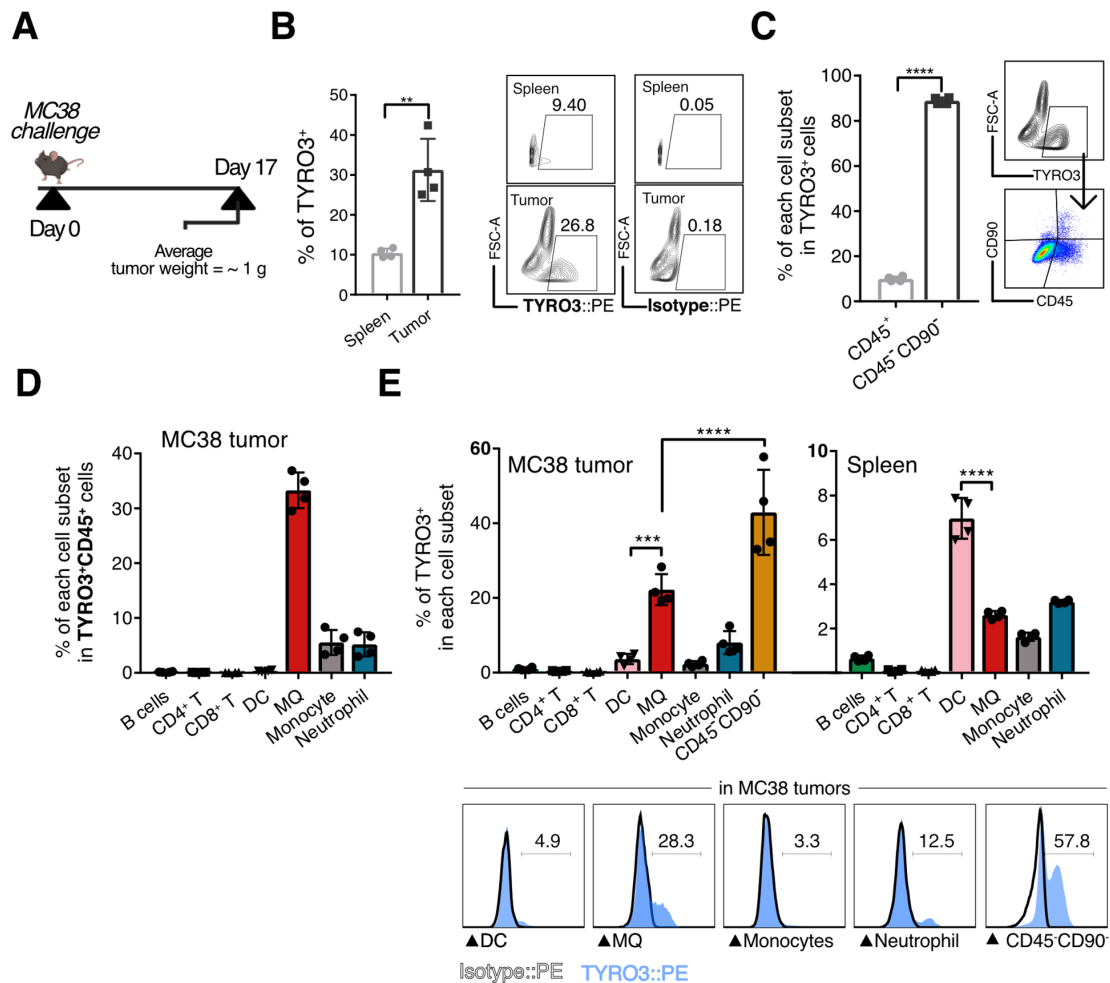 A
MC38
challenge
Day 17
Day 0
Average
tumor weight = ~ 1 g
B
% of TYRO3⁺
50
40
30
20
10
0
**
Spleen
Tumor
Spleen
9.40
Spleen
0.05
Tumor
26.8
Tumor
0.18
FSC-A
FSC-A
TYRO3::PE
Isotype::PE
C
% of each cell subset
in TYRO3⁺ cells
100
80
60
40
20
0
****
CD45⁺
CD45⁻CD90⁻
FSC-A
TYRO3
CD90
CD45
D
MC38 tumor
% of each cell subset
in TYRO3⁺CD45⁺ cells
40
30
20
10
0
B cells
CD4⁺ T
CD8⁺ T
DC
MQ
Monocyte
Neutrophil
E
MC38 tumor
% of TYRO3⁺
in each cell subset
60
40
20
0
***
****
B cells
CD4⁺ T
CD8⁺ T
DC
MQ
Monocyte
Neutrophil
CD45⁻CD90⁻
Spleen
10
8
6
4
2
****
B cells
CD4⁺ T
CD8⁺ T
DC
MQ
Monocyte
Neutrophil
in MC38 tumors
4.9
28.3
3.3
12.5
57.8
▲DC
▲MQ
▲Monocytes
▲Neutrophil
▲ CD45⁻CD90⁻
Isotype::PE
TYRO3::PE